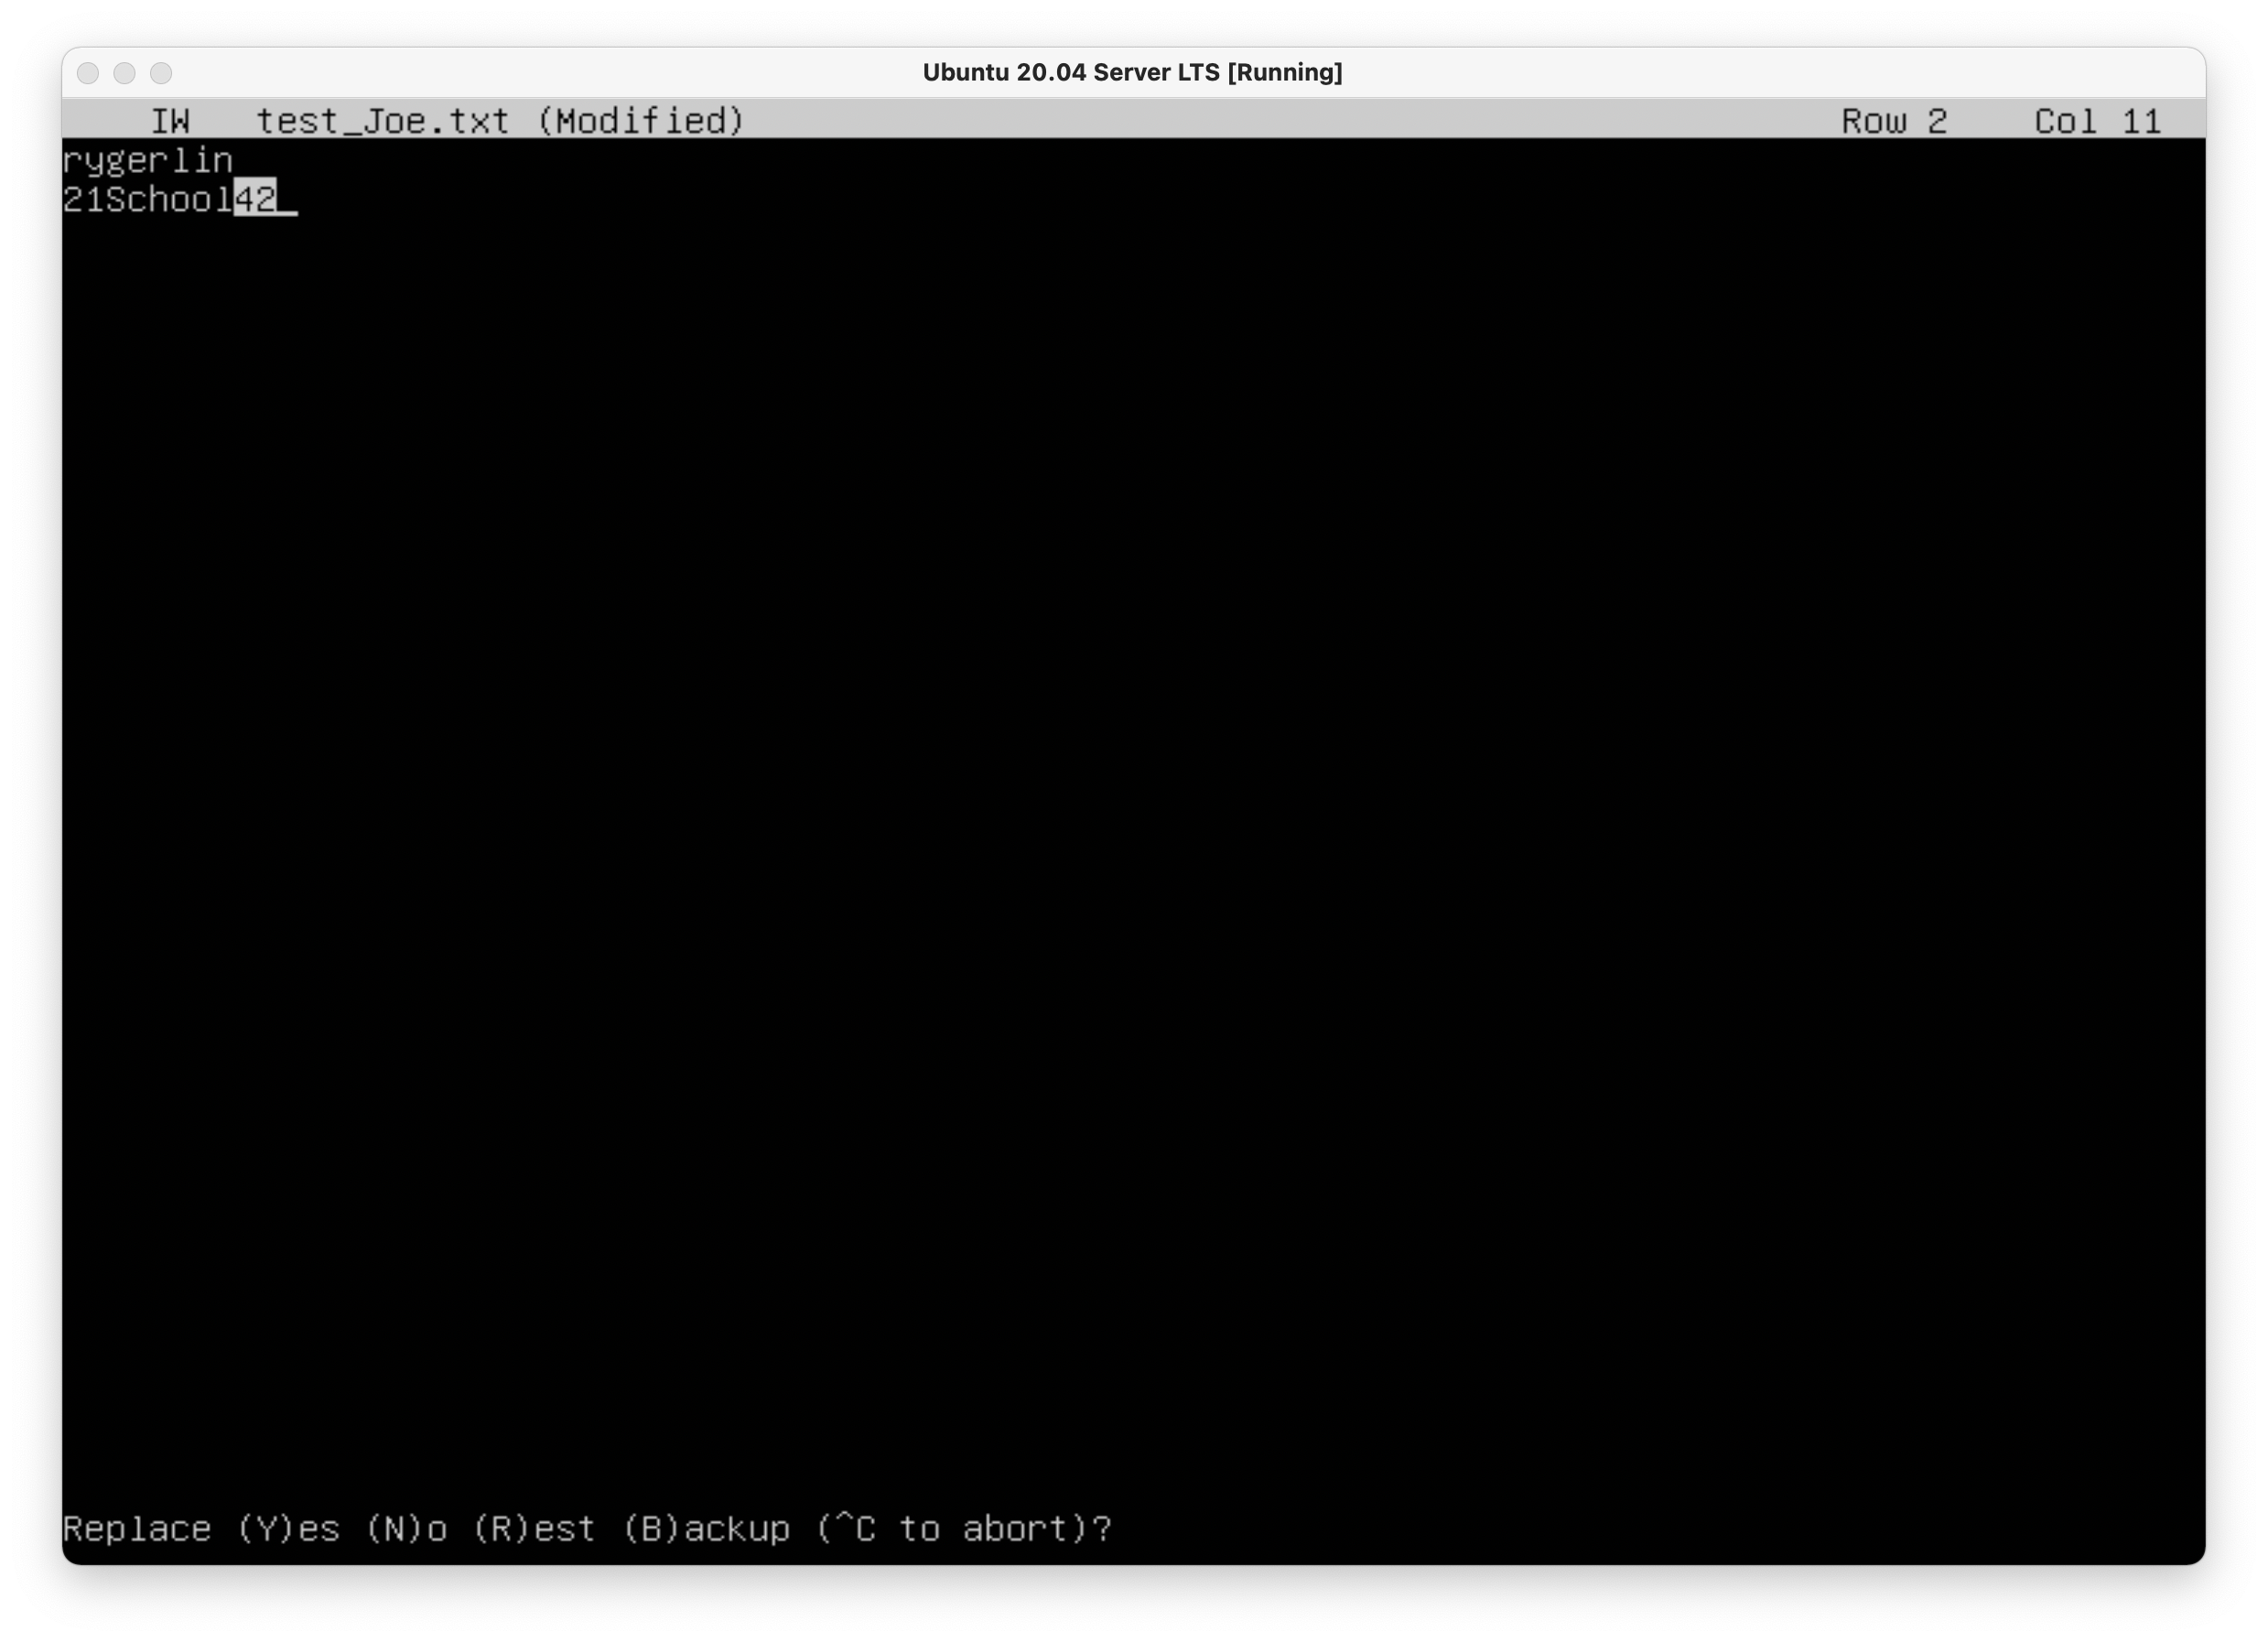 Ubuntu 20.04 Server LTS [Running]
IW test_Joe.txt (Modified) Row 2 Col 11
rygerlin
21School42
Replace (Y)es (N)o (R)est (B)ackup (^C to abort)?